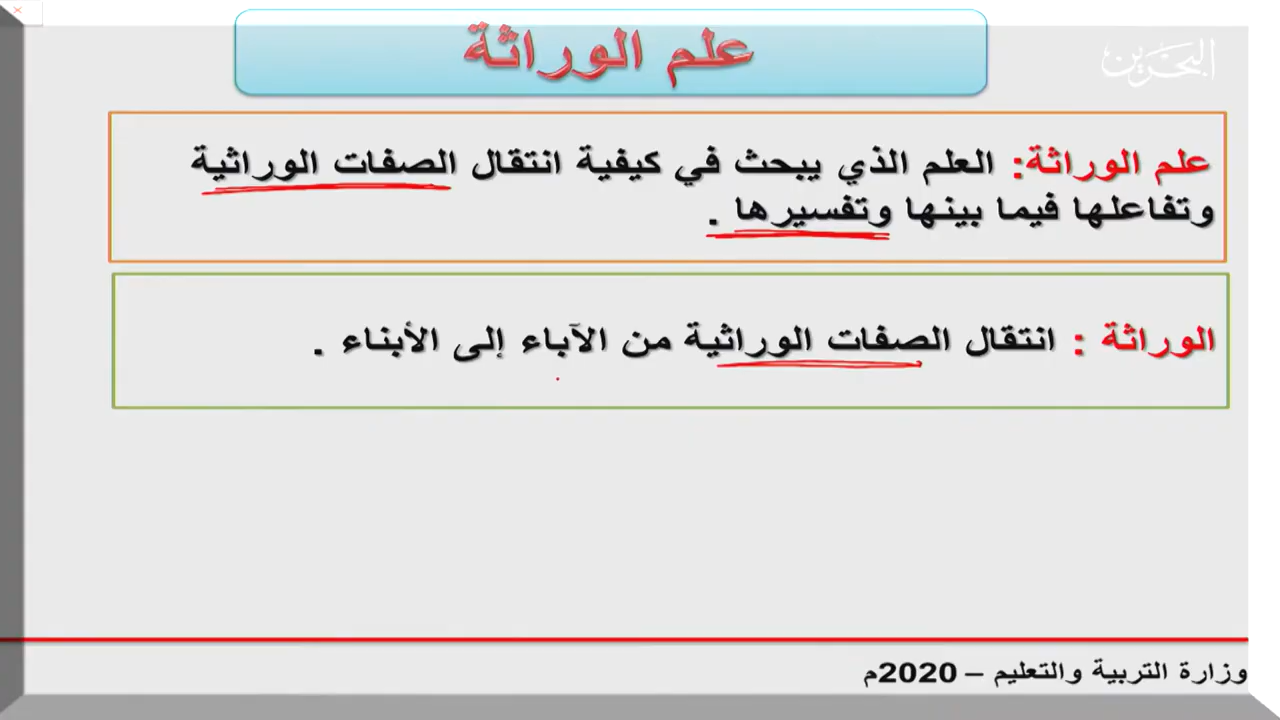 علم الوراثة
البحرين
علم الوراثة: العلم الذي يبحث في كيفية انتقال الصفات الوراثية
وتفاعلها فيما بينها وتفسيرها .
الوراثة : انتقال الصفات الوراثية من الآباء إلى الأبناء .
وزارة التربية والتعليم – 2020م